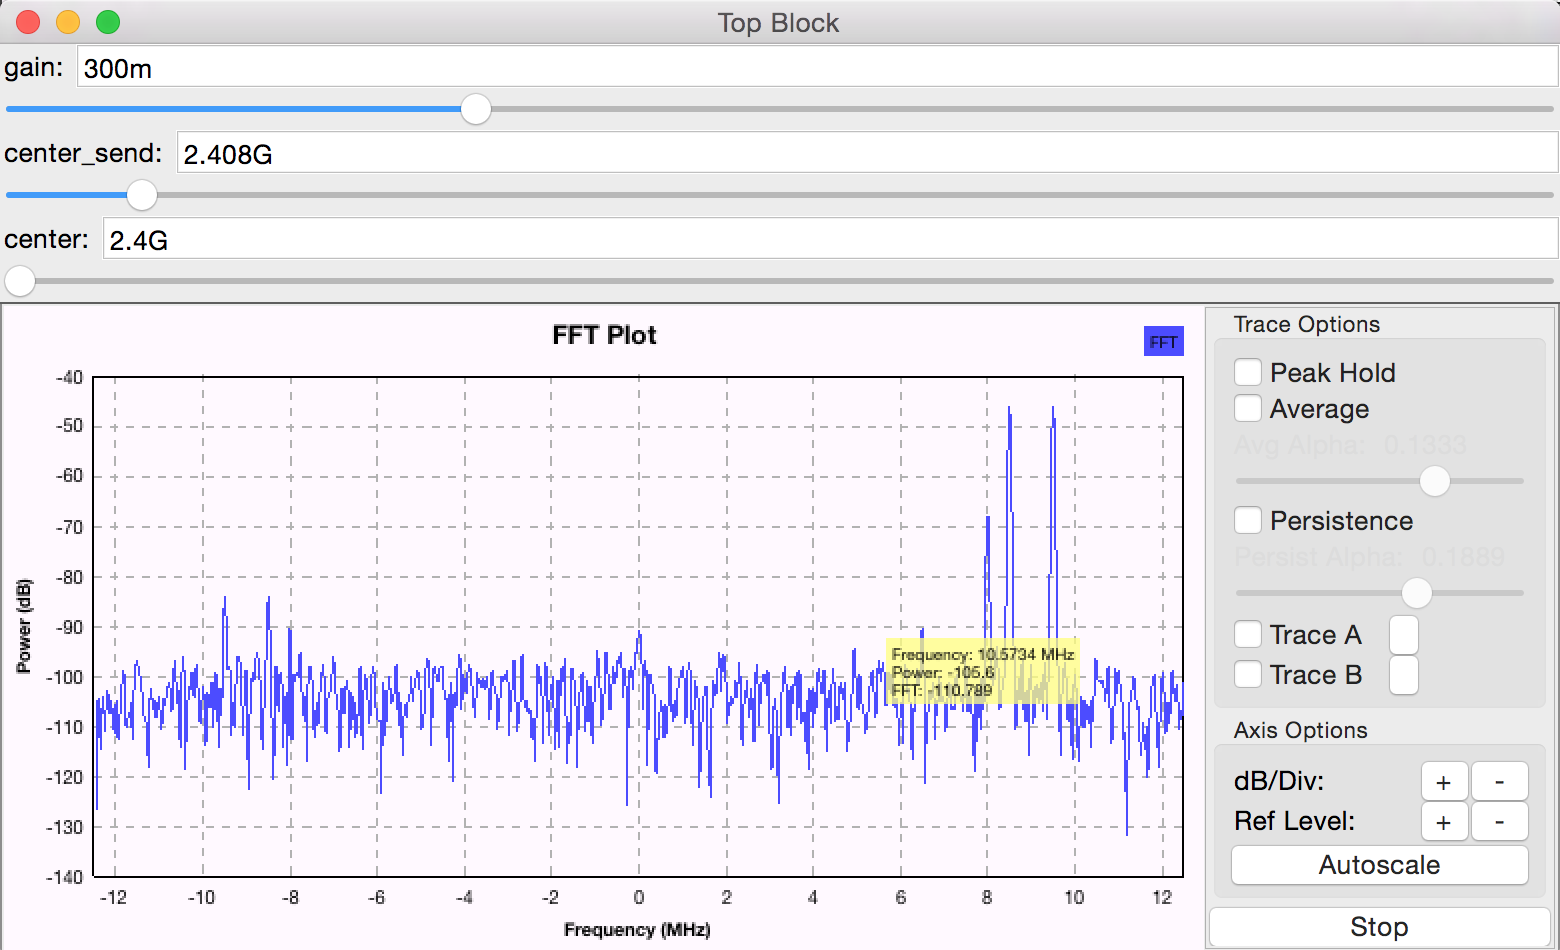 Top Block
gain: 300m
center_send: 2.408G
center: 2.4G
FFT Plot
FFT
-40
-50
-60
-70
-80
-90
-100
-110
-120
-130
-140
Power (dB)
Frequency: 10.5734 MHz
Power: -105.6
FFT: -110.789
-12 -10 -8 -6 -4 -2 0 2 4 6 8 10 12
Frequency (MHz)
Trace Options
Peak Hold
Average
Avg Alpha: 0.1333
Persistence
Persist Alpha: 0.1889
Trace A
Trace B
Axis Options
dB/Div: + -
Ref Level: + -
Autoscale
Stop